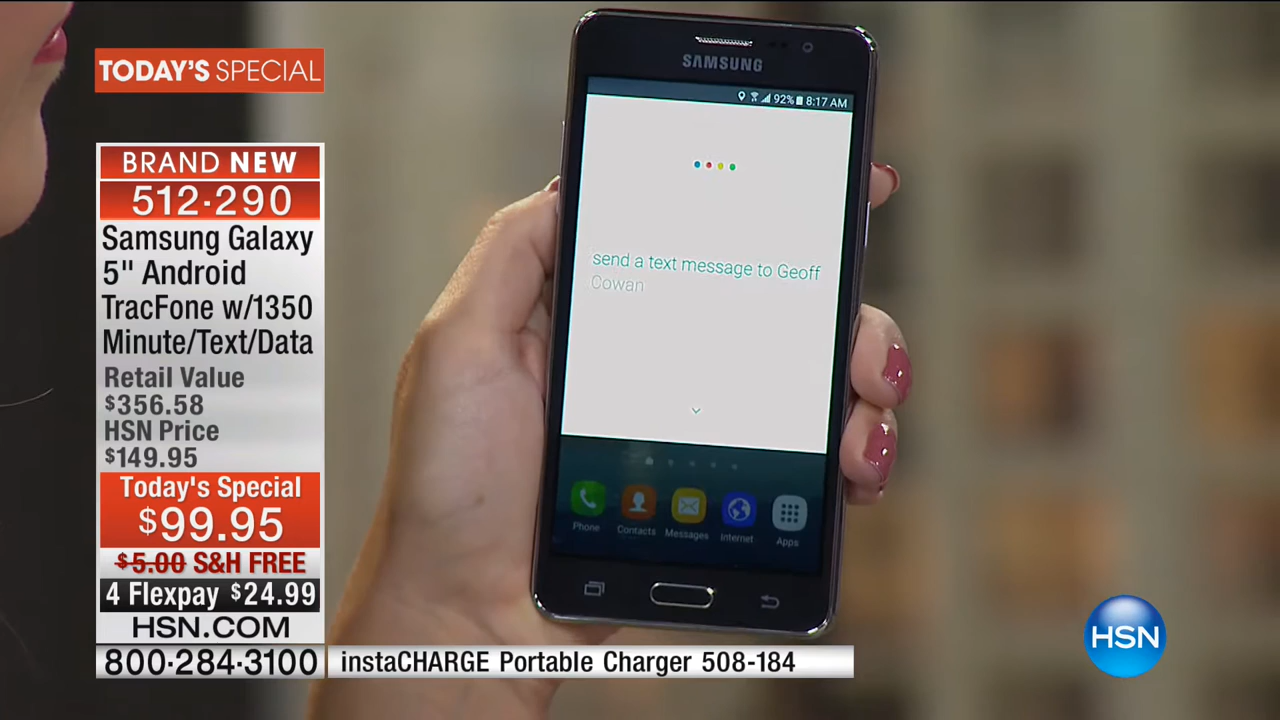 TODAY'S SPECIAL
BRAND NEW
512·290
Samsung Galaxy
5" Android
TracFone w/1350
Minute/Text/Data
Retail Value
$356.58
HSN Price
$149.95
Today's Special
$99.95
$5.00 S&H FREE
4 Flexpay $24.99
HSN.COM
800·284·3100
instaCHARGE Portable Charger 508-184
SAMSUNG
92% 8:17 AM
send a text message to Geoff
Cowan
Phone
Contacts
Messages
Internet
Apps
HSN